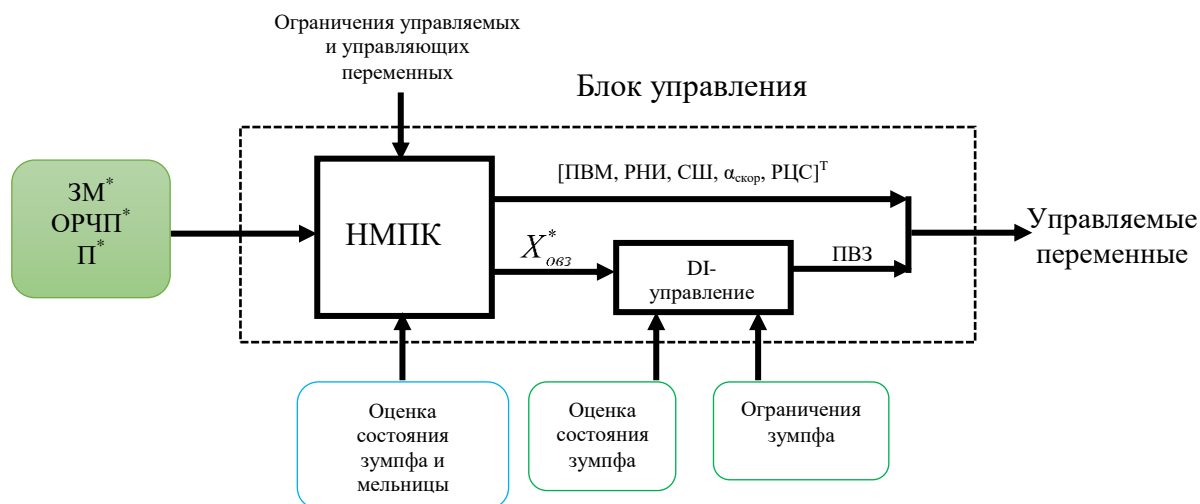 Ограничения управляемых
и управляющих
переменных
Блок управления
ЗМ*
ОРЧП*
П*
НМПК
[ПВМ, РНИ, СШ, αскор, РЦС]ᵀ
X*овз
DI-
управление
ПВЗ
Управляемые
переменные
Оценка
состояния
зумпфа и
мельницы
Оценка
состояния
зумпфа
Ограничения
зумпфа